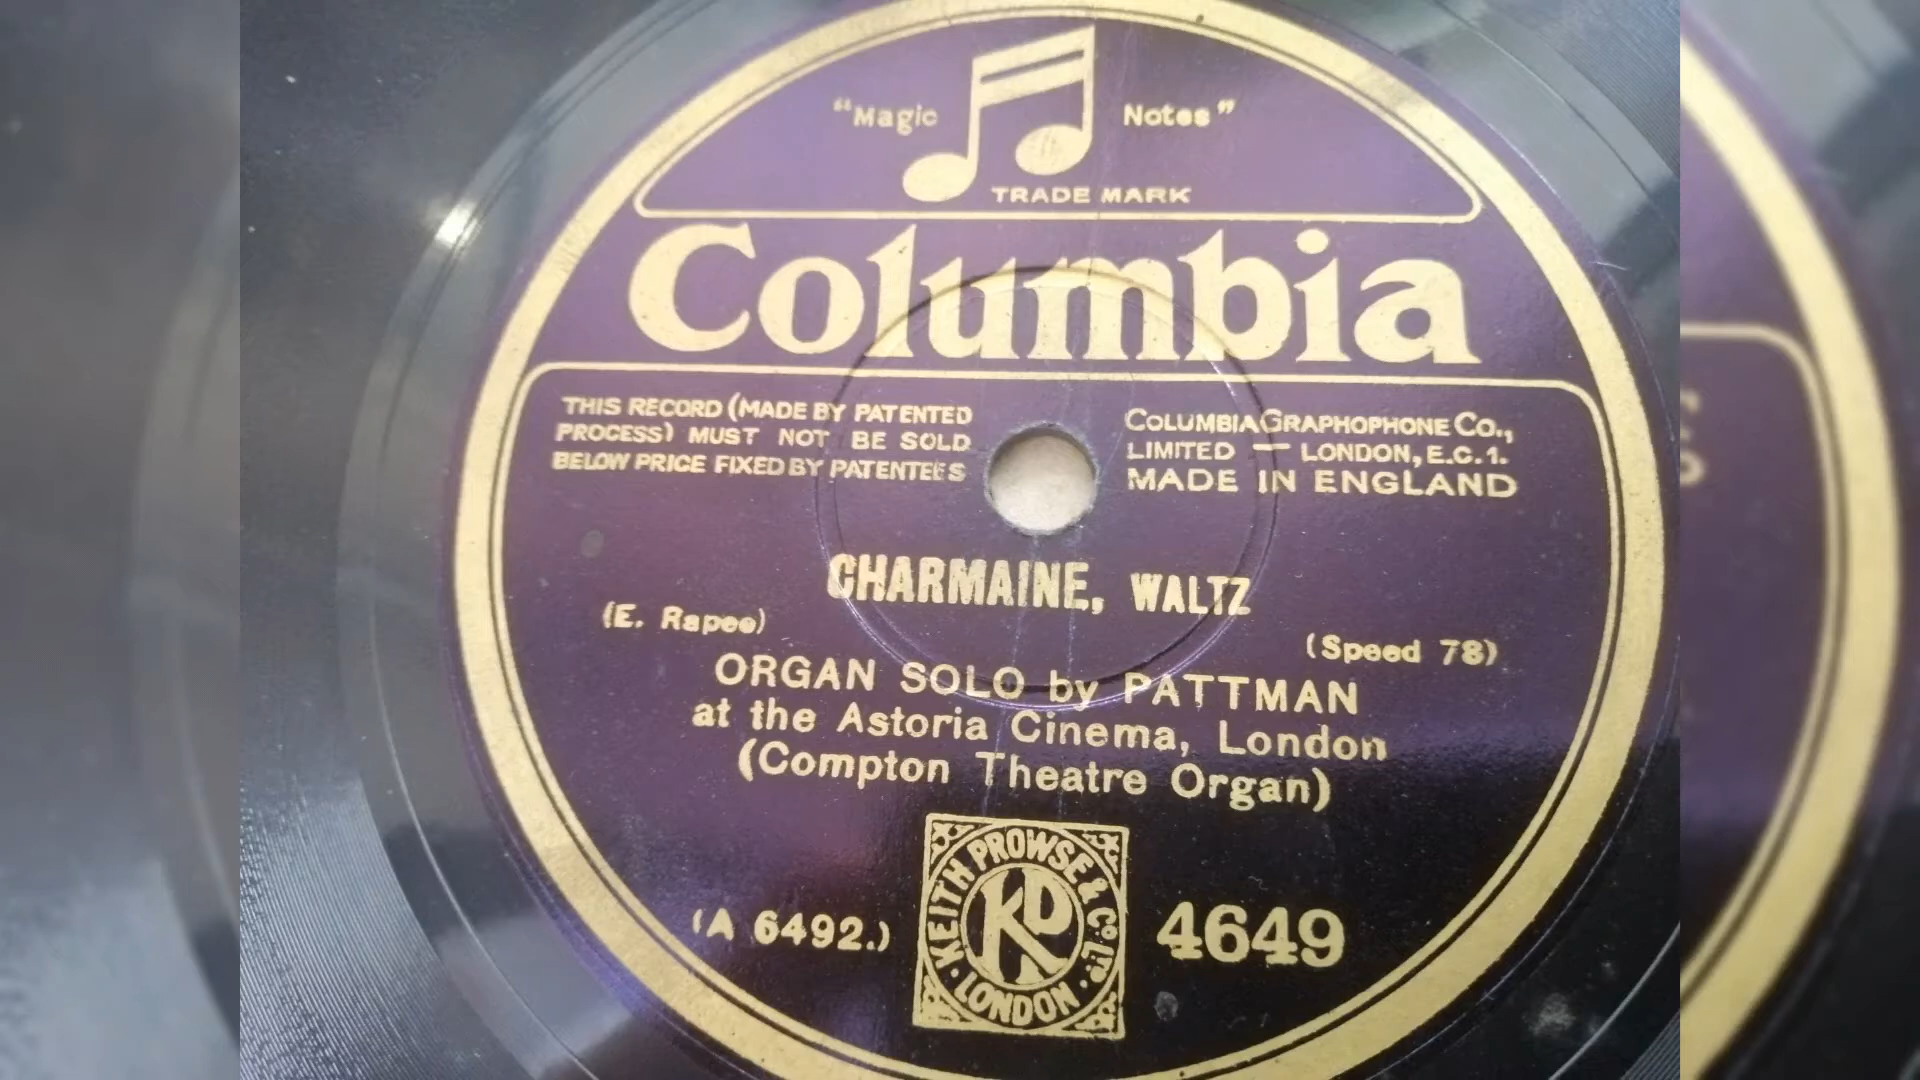 "Magic Notes"
TRADE MARK
Columbia
THIS RECORD (MADE BY PATENTED
PROCESS) MUST NOT BE SOLD
BELOW PRICE FIXED BY PATENTEES
COLUMBIA GRAPHOPHONE CO.,
LIMITED — LONDON, E.C.1.
MADE IN ENGLAND
CHARMAINE, WALTZ
(E. Rapee)
(Speed 78)
ORGAN SOLO by PATTMAN
at the Astoria Cinema, London
(Compton Theatre Organ)
(A 6492.)
KEITH PROWSE & Co. LTD.
KP
· LONDON ·
4649